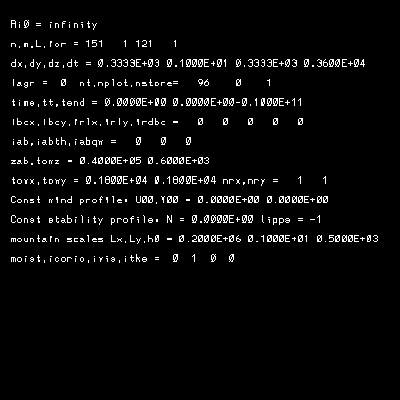 Ri0 = infinity
n,m,l,ior = 151   1 121   1
dx,dy,dz,dt = 0.3333E+03 0.1000E+01 0.3333E+03 0.3600E+04
lagr =  0  nt,nplot,nstore=   96    0    1
time,tt,tend = 0.0000E+00 0.0000E+00-0.1000E+11
ibcx,ibcy,irlx,irly,irdbc =   0   0   0   0   0
iab,iabth,iabqw =   0   0   0
zab,towz = 0.4000E+05 0.6000E+03
towx,towy = 0.1800E+04 0.1800E+04 nrx,nry =   1   1
Const wind profile: U00,V00 = 0.0000E+00 0.0000E+00
Const stability profile: N = 0.0000E+00 lipps = -1
mountain scales Lx,Ly,h0 = 0.2000E+06 0.1000E+01 0.5000E+03
moist,icorio,ivis,itke =  0  1  0  0